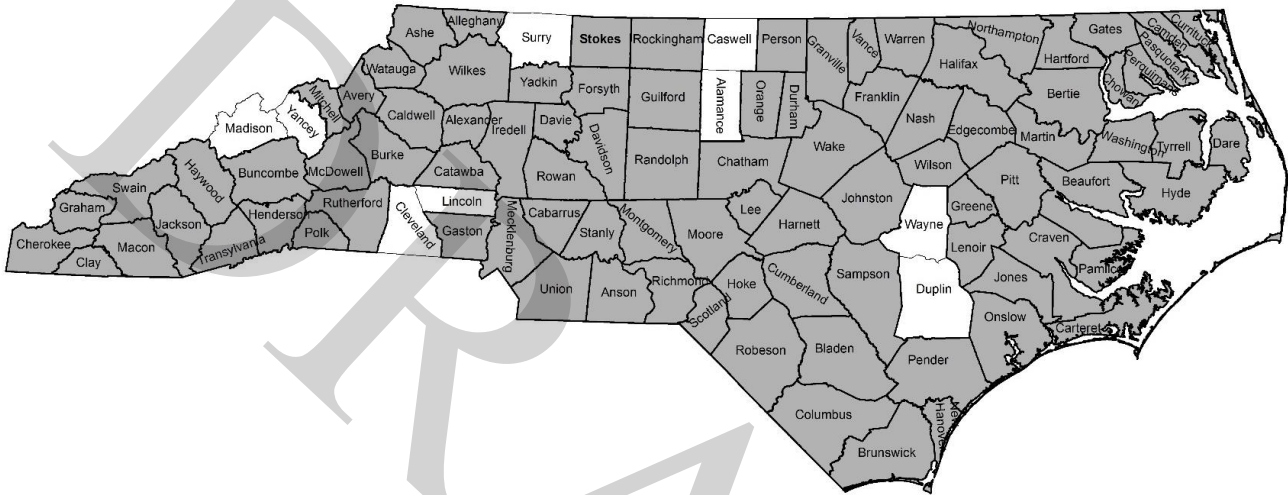 Alleghany
Ashe
Surry
Stokes
Rockingham
Caswell
Person
Granville
Vance
Warren
Northampton
Gates
Camden
Currituck
Pasquotank
Perquimans
Chowan
Hartford
Halifax
Watauga
Wilkes
Yadkin
Forsyth
Guilford
Alamance
Orange
Durham
Franklin
Bertie
Mitchell
Avery
Caldwell
Alexander
Iredell
Davie
Davidson
Nash
Edgecombe
Martin
Washington
Tyrrell
Dare
Madison
Yancey
Burke
Catawba
Rowan
Randolph
Chatham
Wake
Wilson
Pitt
Beaufort
Hyde
Haywood
Buncombe
McDowell
Rutherford
Swain
Graham
Jackson
Henderson
Polk
Cleveland
Lincoln
Gaston
Mecklenburg
Cabarrus
Stanly
Montgomery
Moore
Lee
Harnett
Johnston
Wayne
Greene
Lenoir
Craven
Pamlico
Cherokee
Clay
Macon
Transylvania
Union
Anson
Richmond
Scotland
Hoke
Cumberland
Sampson
Duplin
Jones
Onslow
Carteret
Robeson
Bladen
Pender
Columbus
Brunswick
New
Hanover